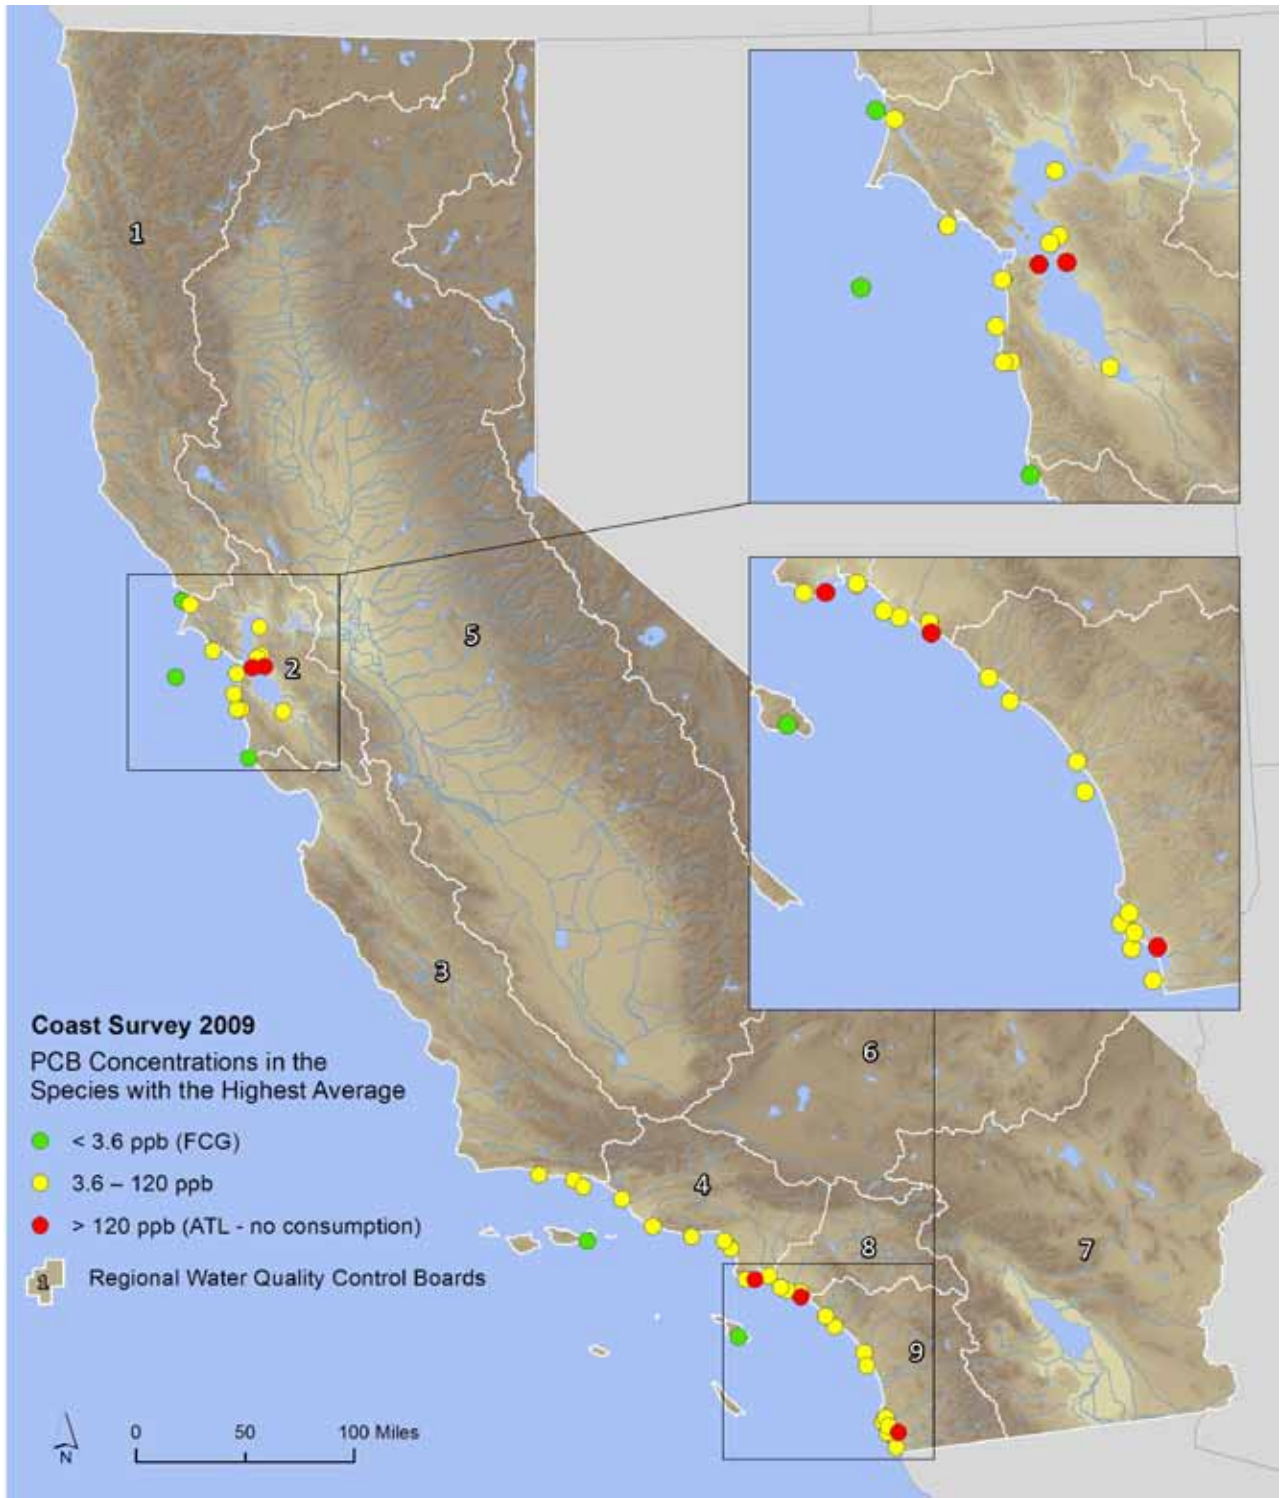 1
2
5
3
Coast Survey 2009
PCB Concentrations in the
Species with the Highest Average
< 3.6 ppb (FCG)
3.6 – 120 ppb
> 120 ppb (ATL - no consumption)
1 Regional Water Quality Control Boards
6
4
8
7
9
N
0 50 100 Miles